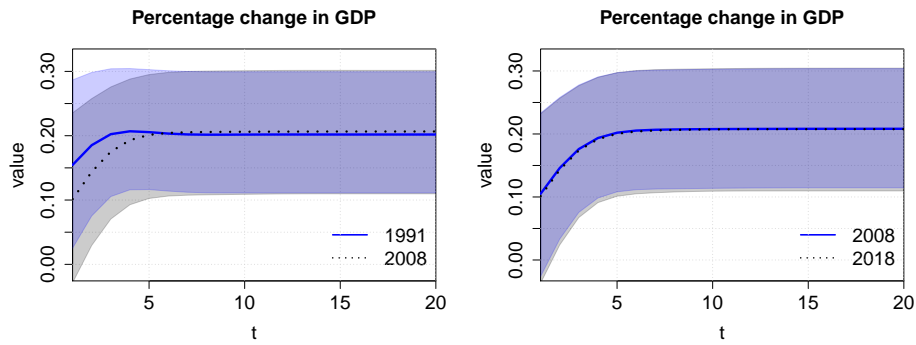 Percentage change in GDP
value
0.00 0.10 0.20 0.30
1991
2008
5 10 15 20
t
Percentage change in GDP
value
0.00 0.10 0.20 0.30
2008
2018
5 10 15 20
t